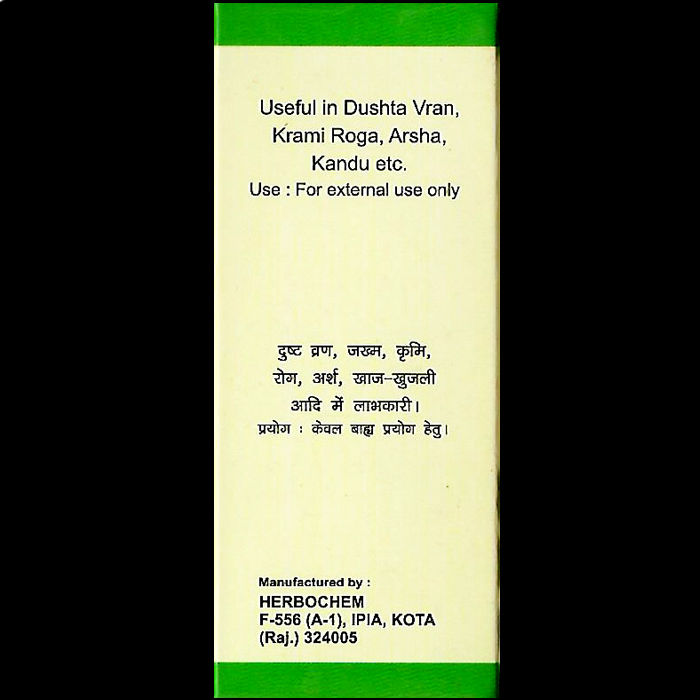 Useful in Dushta Vran,
Krami Roga, Arsha,
Kandu etc.
Use : For external use only
दुष्ट व्रण, जख्म, कृमि,
रोग, अर्श, खाज-खुजली
आदि में लाभकारी।
प्रयोग : केवल बाह्य प्रयोग हेतु।
Manufactured by :
HERBOCHEM
F-556 (A-1), IPIA, KOTA
(Raj.) 324005